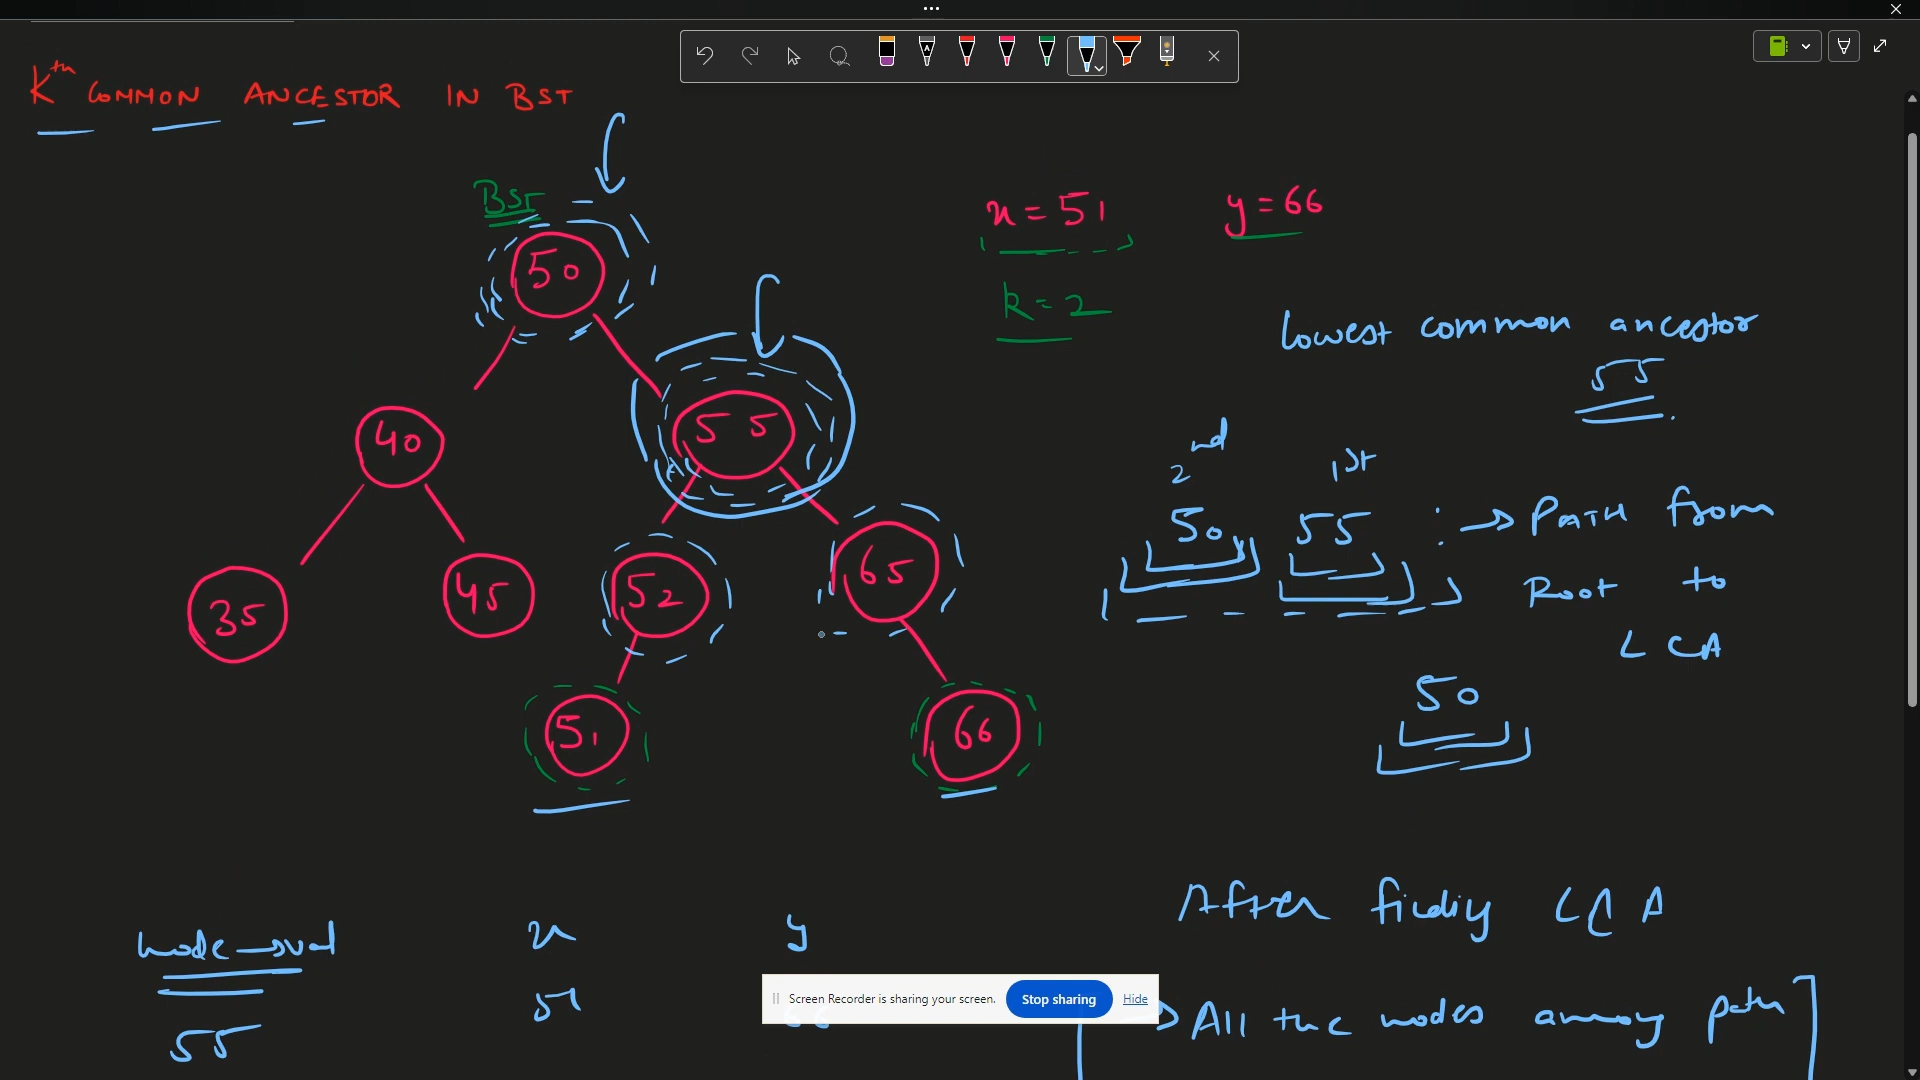 Kth COMMON ANCESTOR IN BST
BST
x = 51 y = 66
50
k = 2
lowest common ancestor
55
40
55
2nd 1st
50 55 : → PATH from
Root to
LCA
35
45
52
65
50
51
66
After findiy LCA
node→val x y
Screen Recorder is sharing your screen. Stop sharing Hide
55 51
→ All the nodes among path